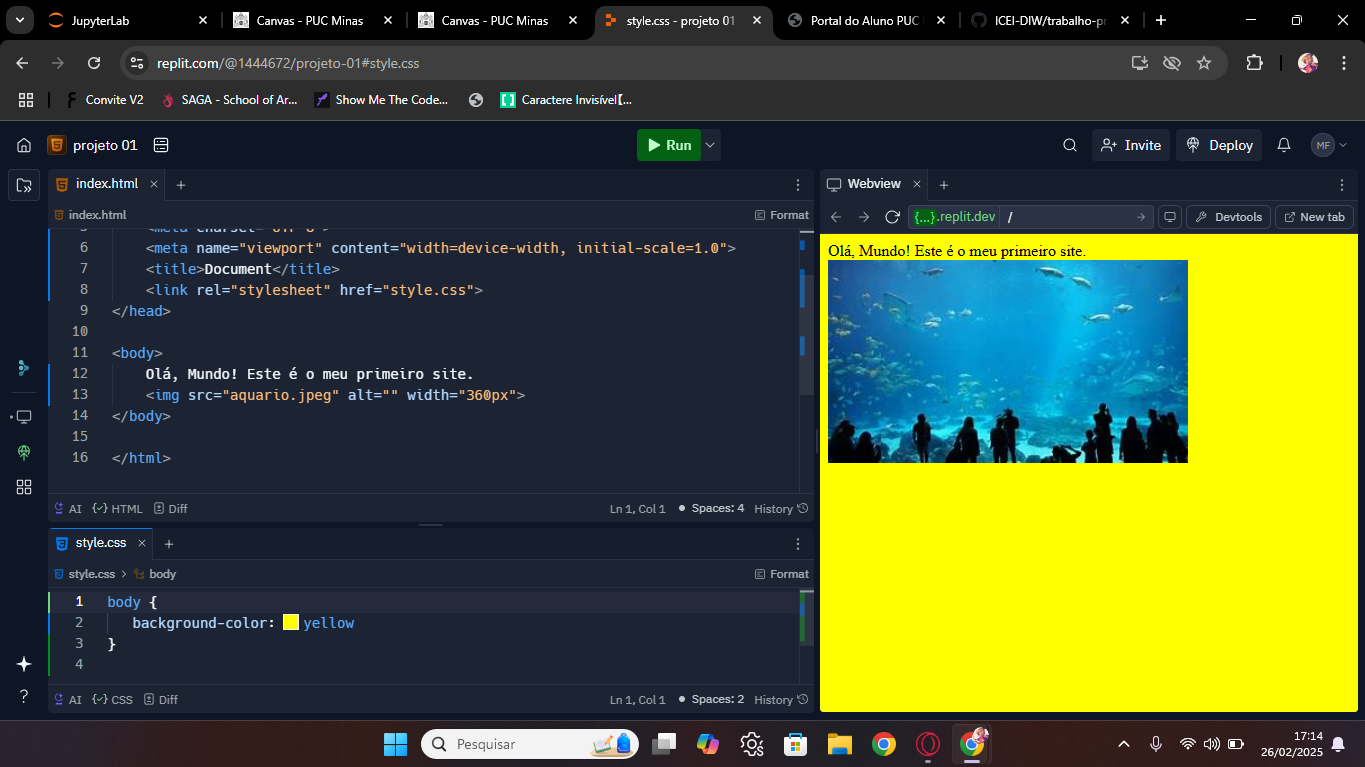 JupyterLab
Canvas - PUC Minas
Canvas - PUC Minas
style.css - projeto 01
Portal do Aluno PUC
ICEI-DIW/trabalho-pr
replit.com/@1444672/projeto-01#style.css
Convite V2
SAGA - School of Ar...
Show Me The Code...
Caractere Invisível【...
projeto 01
Run
Invite
Deploy
MF
index.html
index.html
Format
6 <meta name="viewport" content="width=device-width, initial-scale=1.0">
7 <title>Document</title>
8 <link rel="stylesheet" href="style.css">
9 </head>
10
11 <body>
12 Olá, Mundo! Este é o meu primeiro site.
13 <img src="aquario.jpeg" alt="" width="360px">
14 </body>
15
16 </html>
AI HTML Diff
Ln 1, Col 1 Spaces: 4 History
style.css
style.css > body
Format
1 body {
2 background-color: yellow
3 }
4
AI CSS Diff
Ln 1, Col 1 Spaces: 2 History
Webview
{...}.replit.dev /
Devtools
New tab
Olá, Mundo! Este é o meu primeiro site.
Pesquisar
17:14
26/02/2025